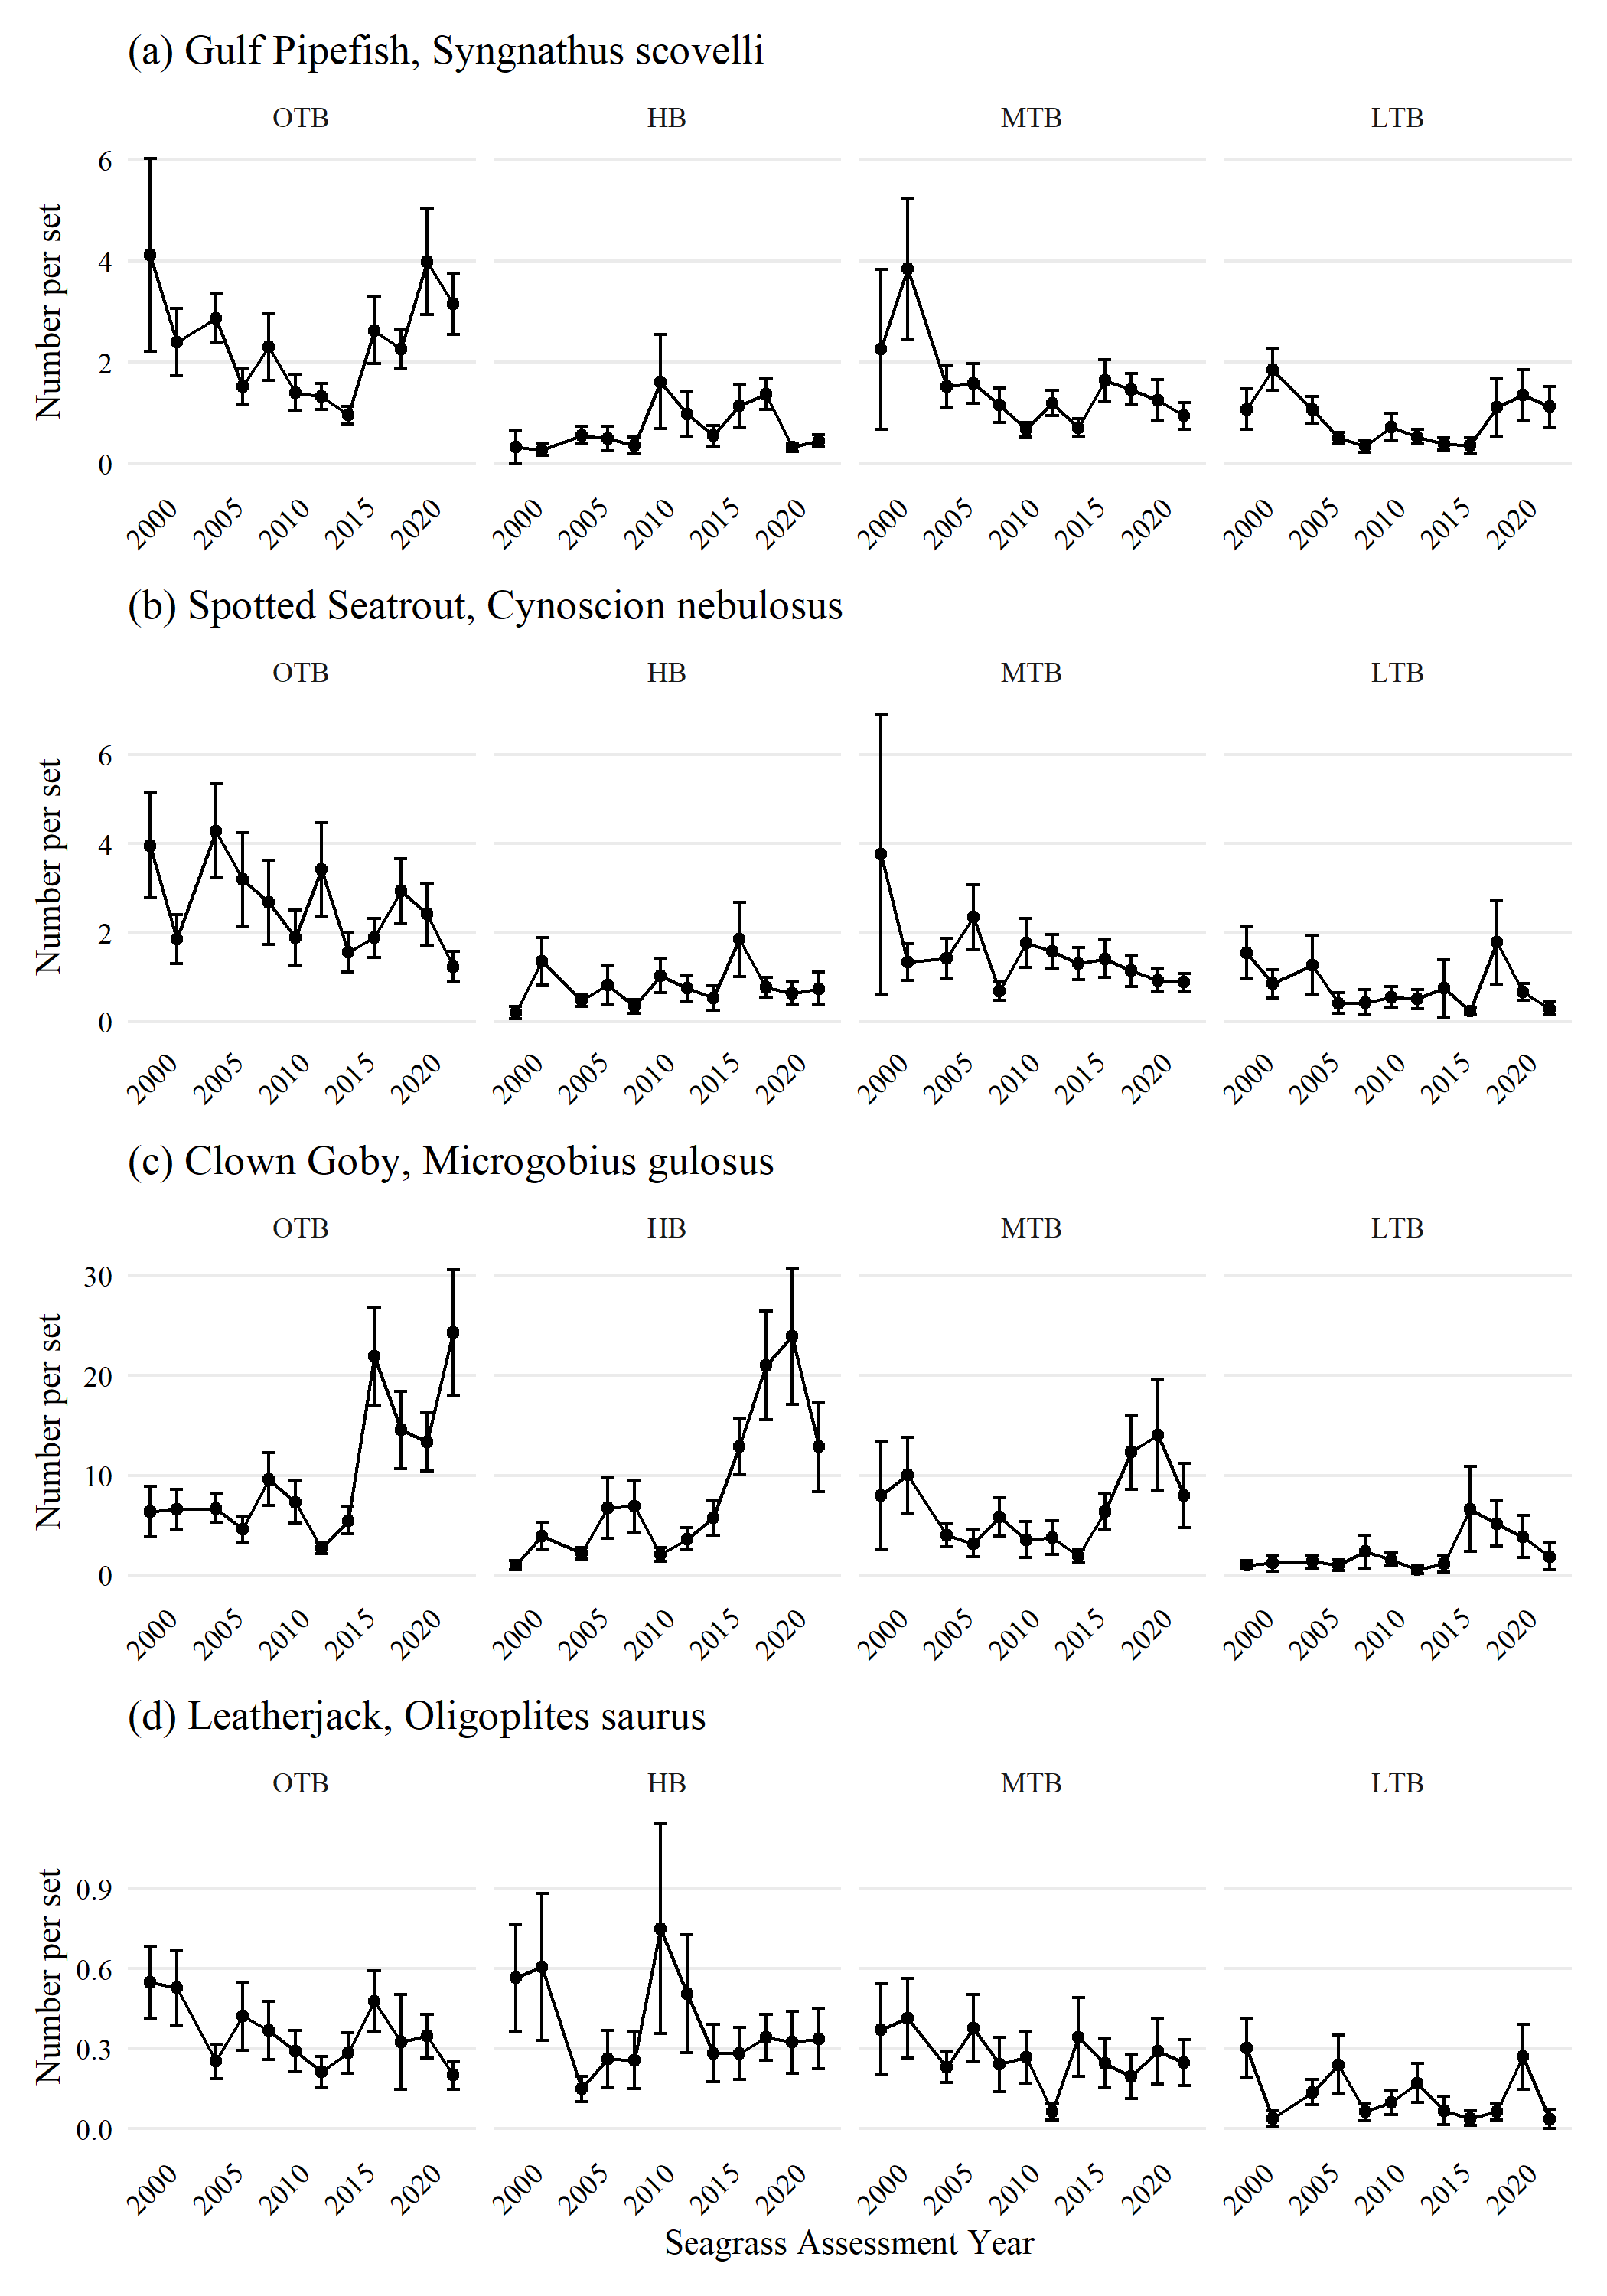 (a) Gulf Pipefish, Syngnathus scovelli
OTB HB MTB LTB
Number per set
6
4
2
0
2000 2005 2010 2015 2020 2000 2005 2010 2015 2020 2000 2005 2010 2015 2020 2000 2005 2010 2015 2020
(b) Spotted Seatrout, Cynoscion nebulosus
OTB HB MTB LTB
Number per set
6
4
2
0
2000 2005 2010 2015 2020 2000 2005 2010 2015 2020 2000 2005 2010 2015 2020 2000 2005 2010 2015 2020
(c) Clown Goby, Microgobius gulosus
OTB HB MTB LTB
Number per set
30
20
10
0
2000 2005 2010 2015 2020 2000 2005 2010 2015 2020 2000 2005 2010 2015 2020 2000 2005 2010 2015 2020
(d) Leatherjack, Oligoplites saurus
OTB HB MTB LTB
Number per set
0.9
0.6
0.3
0.0
2000 2005 2010 2015 2020 2000 2005 2010 2015 2020 2000 2005 2010 2015 2020 2000 2005 2010 2015 2020
Seagrass Assessment Year